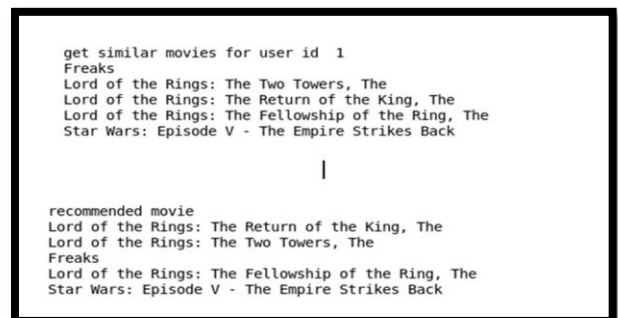 get similar movies for user id  1
Freaks
Lord of the Rings: The Two Towers, The
Lord of the Rings: The Return of the King, The
Lord of the Rings: The Fellowship of the Ring, The
Star Wars: Episode V - The Empire Strikes Back
recommended movie
Lord of the Rings: The Return of the King, The
Lord of the Rings: The Two Towers, The
Freaks
Lord of the Rings: The Fellowship of the Ring, The
Star Wars: Episode V - The Empire Strikes Back